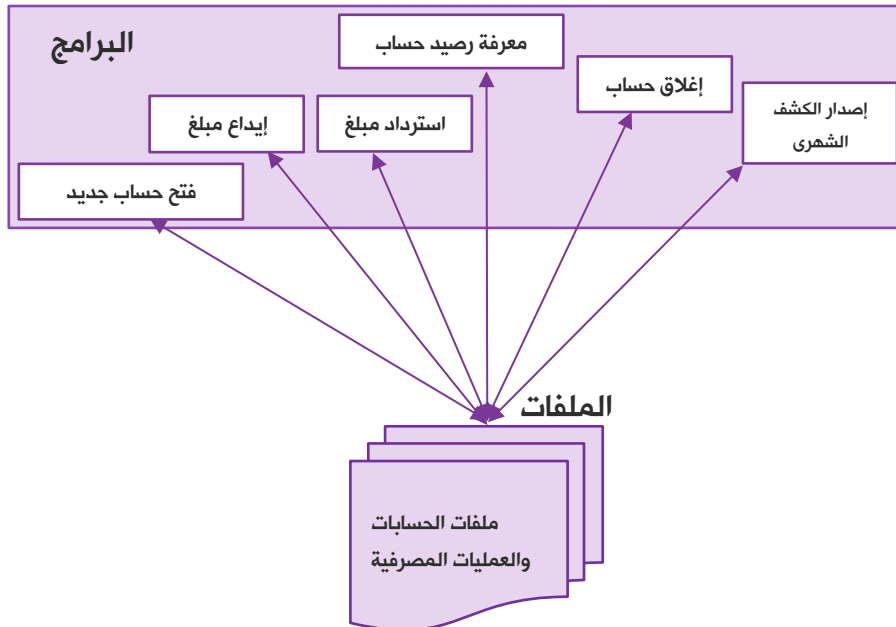 البرامج
معرفة رصيد حساب
إغلاق حساب
إصدار الكشف
الشهرى
استرداد مبلغ
إيداع مبلغ
فتح حساب جديد
الملفات
ملفات الحسابات
والعمليات المصرفية